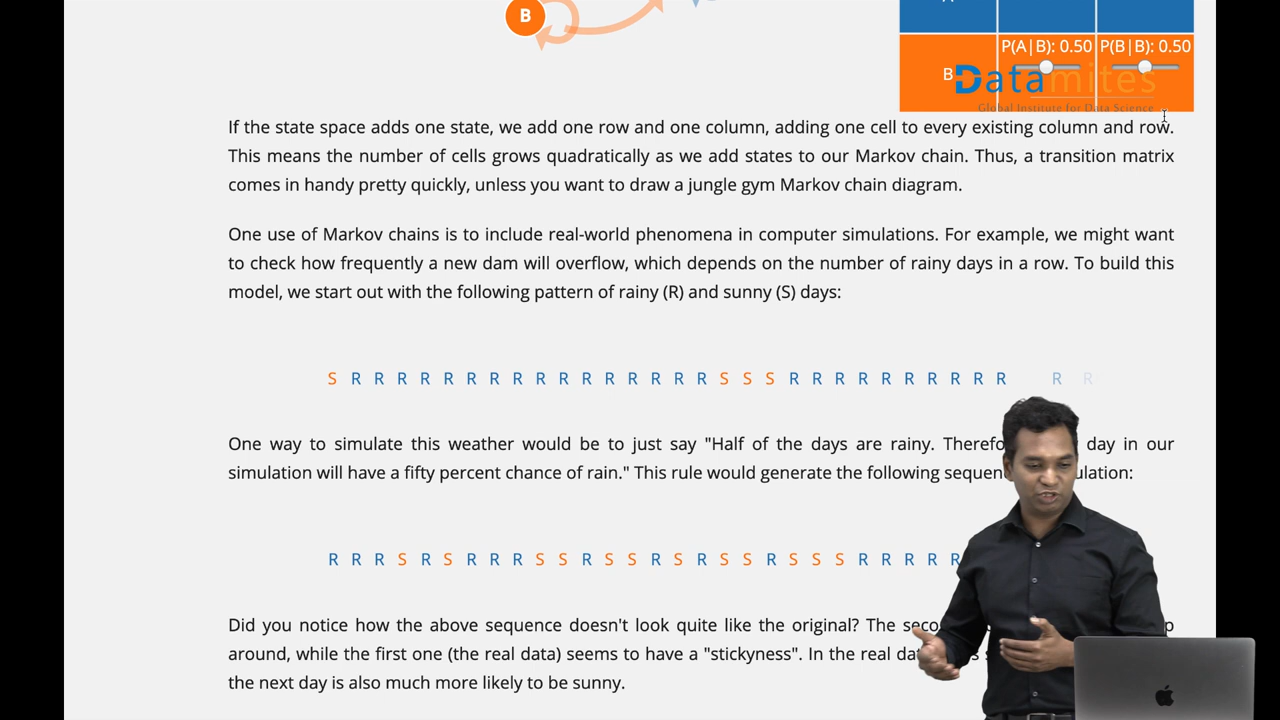 B
P(A|B): 0.50 P(B|B): 0.50
B
Datamites
Global Institute for Data Science
If the state space adds one state, we add one row and one column, adding one cell to every existing column and row.
This means the number of cells grows quadratically as we add states to our Markov chain. Thus, a transition matrix
comes in handy pretty quickly, unless you want to draw a jungle gym Markov chain diagram.
One use of Markov chains is to include real-world phenomena in computer simulations. For example, we might want
to check how frequently a new dam will overflow, which depends on the number of rainy days in a row. To build this
model, we start out with the following pattern of rainy (R) and sunny (S) days:
S R R R R R R R R R R R R R R R R S S S R R R R R R R R R R R R
One way to simulate this weather would be to just say "Half of the days are rainy. day in our
simulation will have a fifty percent chance of rain." This rule would generate the following
R R R S R S R R R S S R S S R S R S S R S S S R R R R R
Did you notice how the above sequence doesn't look quite like the original? The
around, while the first one (the real data) seems to have a "stickyness". In the real
the next day is also much more likely to be sunny.